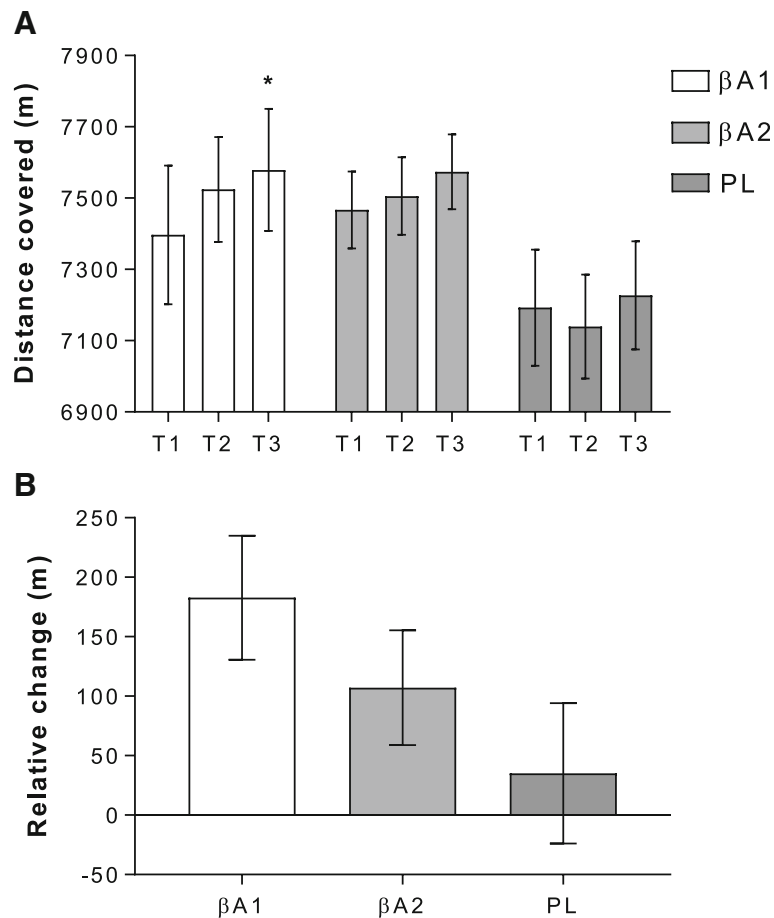 A
Distance covered (m)
7900
7700
7500
7300
7100
6900
*
T1 T2 T3 T1 T2 T3 T1 T2 T3
βA1
βA2
PL
B
Relative change (m)
250
200
150
100
50
0
-50
βA1 βA2 PL